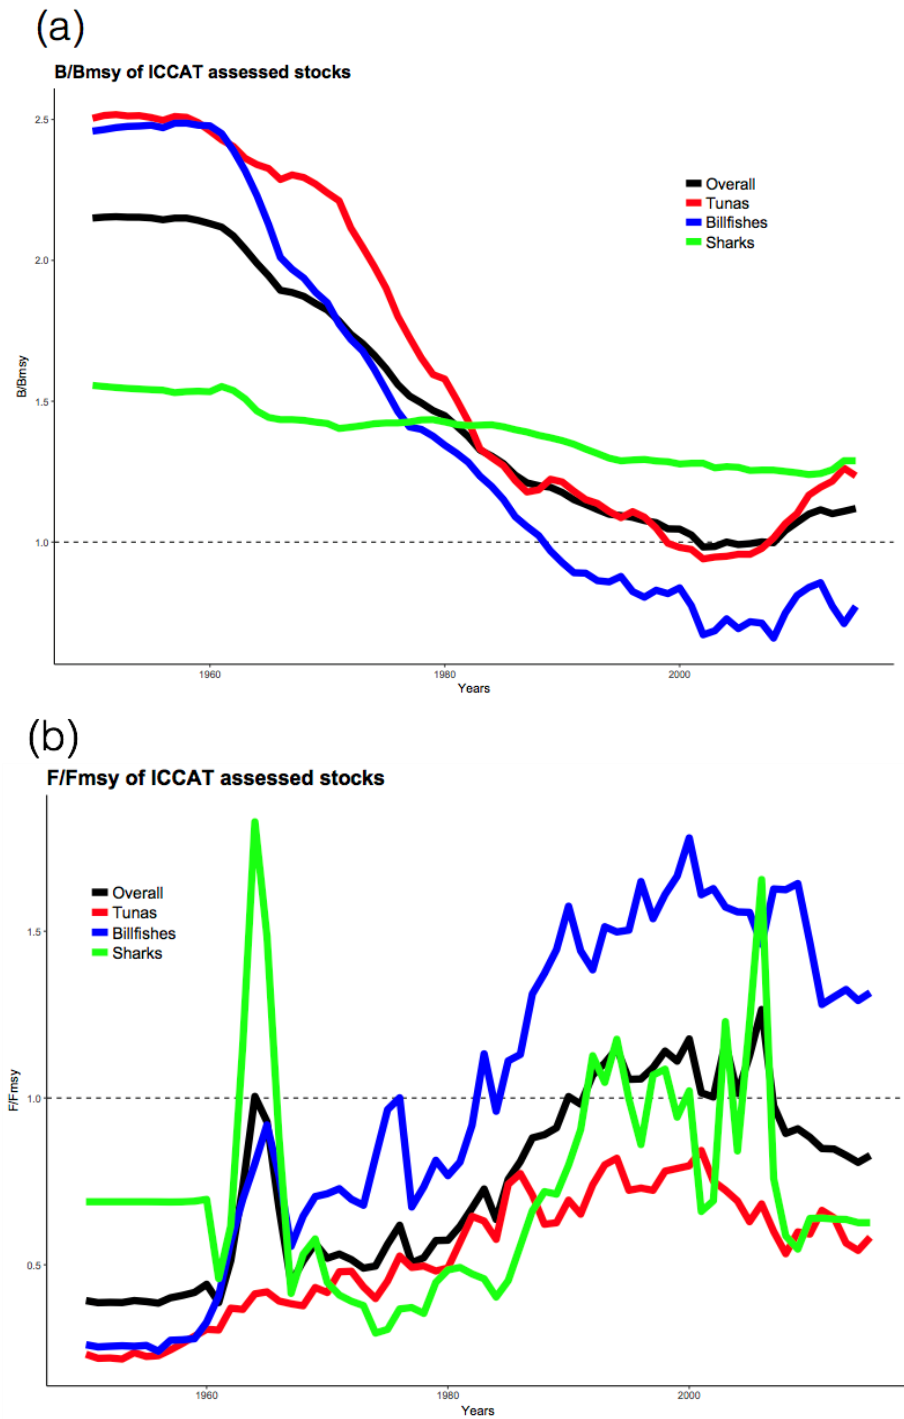 (a)
B/Bmsy of ICCAT assessed stocks
2.5
2.0
1.5
1.0
B/Bmsy
Overall
Tunas
Billfishes
Sharks
1960
1980
2000
Years
(b)
F/Fmsy of ICCAT assessed stocks
Overall
Tunas
Billfishes
Sharks
1.5
1.0
0.5
F/Fmsy
1960
1980
2000
Years